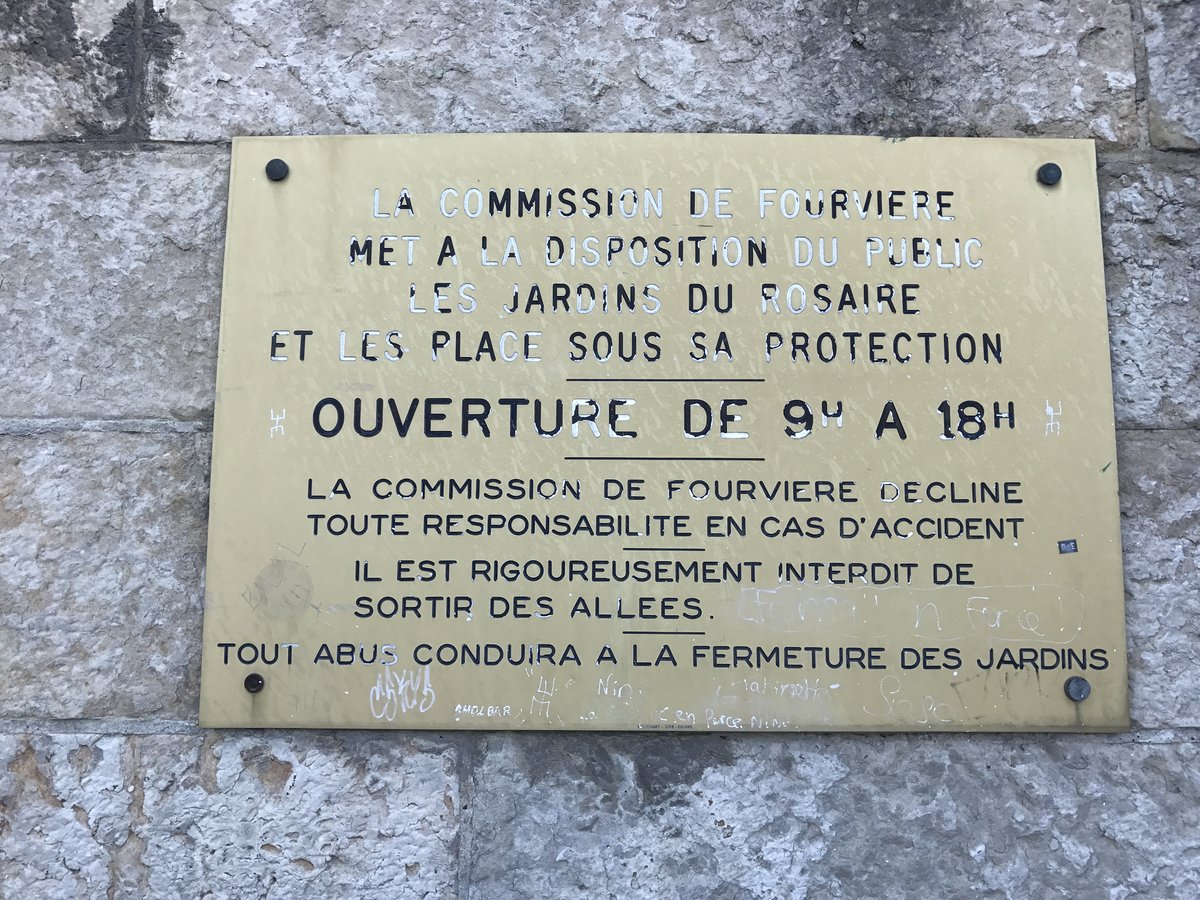 LA COMMISSION DE FOURVIERE
MET A LA DISPOSITION DU PUBLIC
LES JARDINS DU ROSAIRE
ET LES PLACE SOUS SA PROTECTION
OUVERTURE DE 9H A 18H
LA COMMISSION DE FOURVIERE DECLINE
TOUTE RESPONSABILITE EN CAS D'ACCIDENT
IL EST RIGOUREUSEMENT INTERDIT DE
SORTIR DES ALLEES.
TOUT ABUS CONDUIRA A LA FERMETURE DES JARDINS